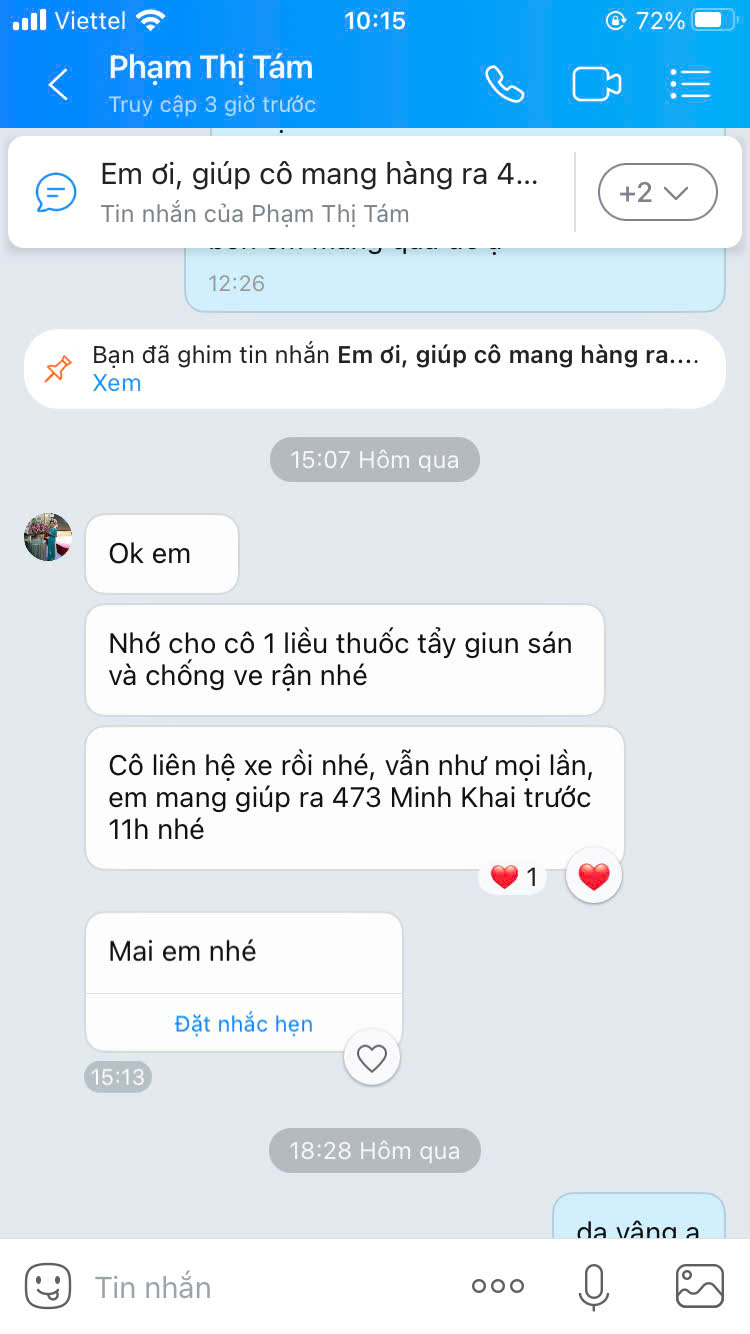 Viettel 10:15 72%
Phạm Thị Tám
Truy cập 3 giờ trước
Em ơi, giúp cô mang hàng ra 4...
Tin nhắn của Phạm Thị Tám
+2
12:26
Bạn đã ghim tin nhắn Em ơi, giúp cô mang hàng ra....
Xem
15:07 Hôm qua
Ok em
Nhớ cho cô 1 liều thuốc tẩy giun sán
và chống ve rận nhé
Cô liên hệ xe rồi nhé, vẫn như mọi lần,
em mang giúp ra 473 Minh Khai trước
11h nhé
1
Mai em nhé
Đặt nhắc hẹn
15:13
18:28 Hôm qua
dạ vâng ạ
Tin nhắn